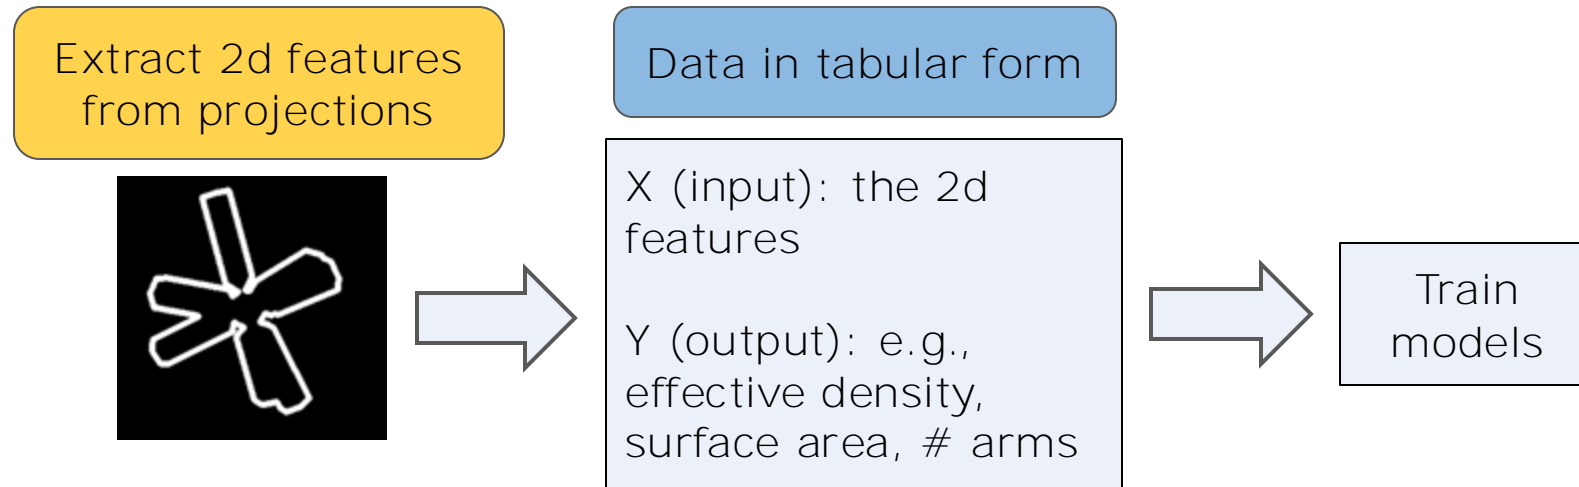 Extract 2d features
from projections
Data in tabular form
X (input): the 2d
features
Y (output): e.g.,
effective density,
surface area, # arms
Train
models